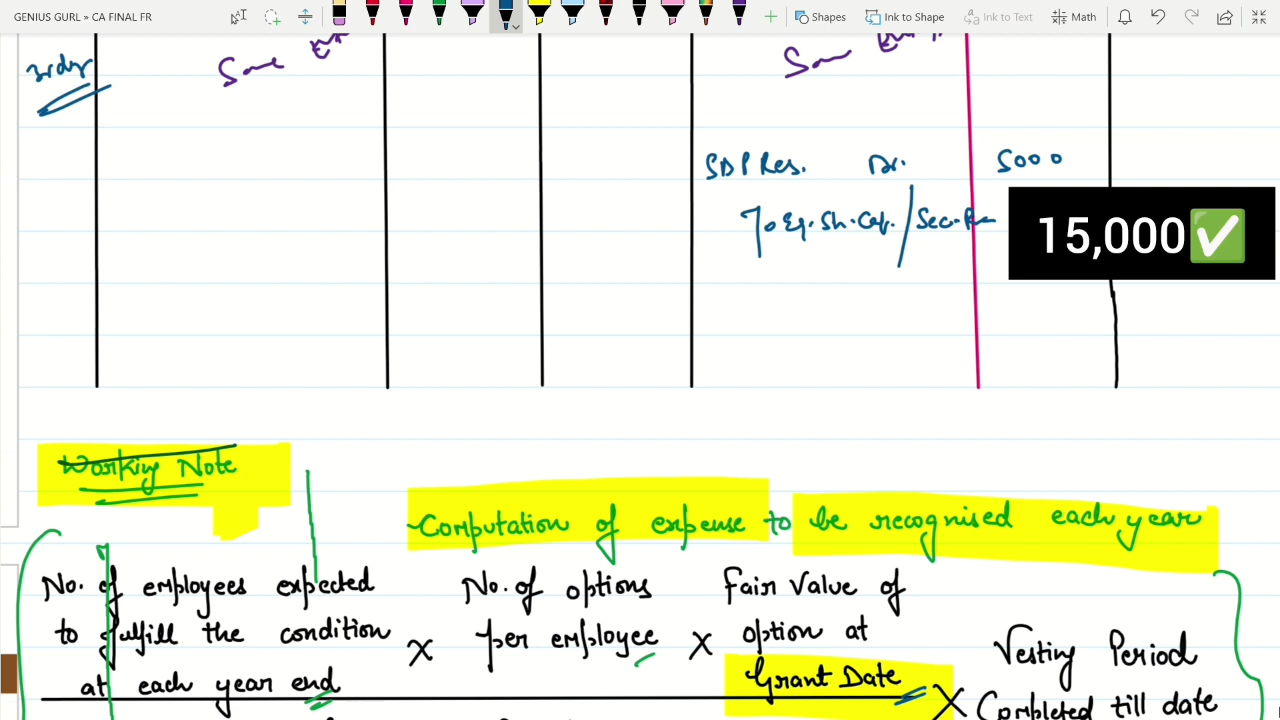 GENIUS GURL » CA FINAL FR
Shapes Ink to Shape Ink to Text Math
3rd yr Same Same
SBP Res. Dr. 5000
To Eq. Sh. Cap. / Sec. Pre
15,000✅
Working Note
Computation of expense to be recognised each year
No. of employees expected No. of options Fair Value of
to fulfill the condition × per employee × option at Vesting Period
at each year end Grant Date × Completed till date